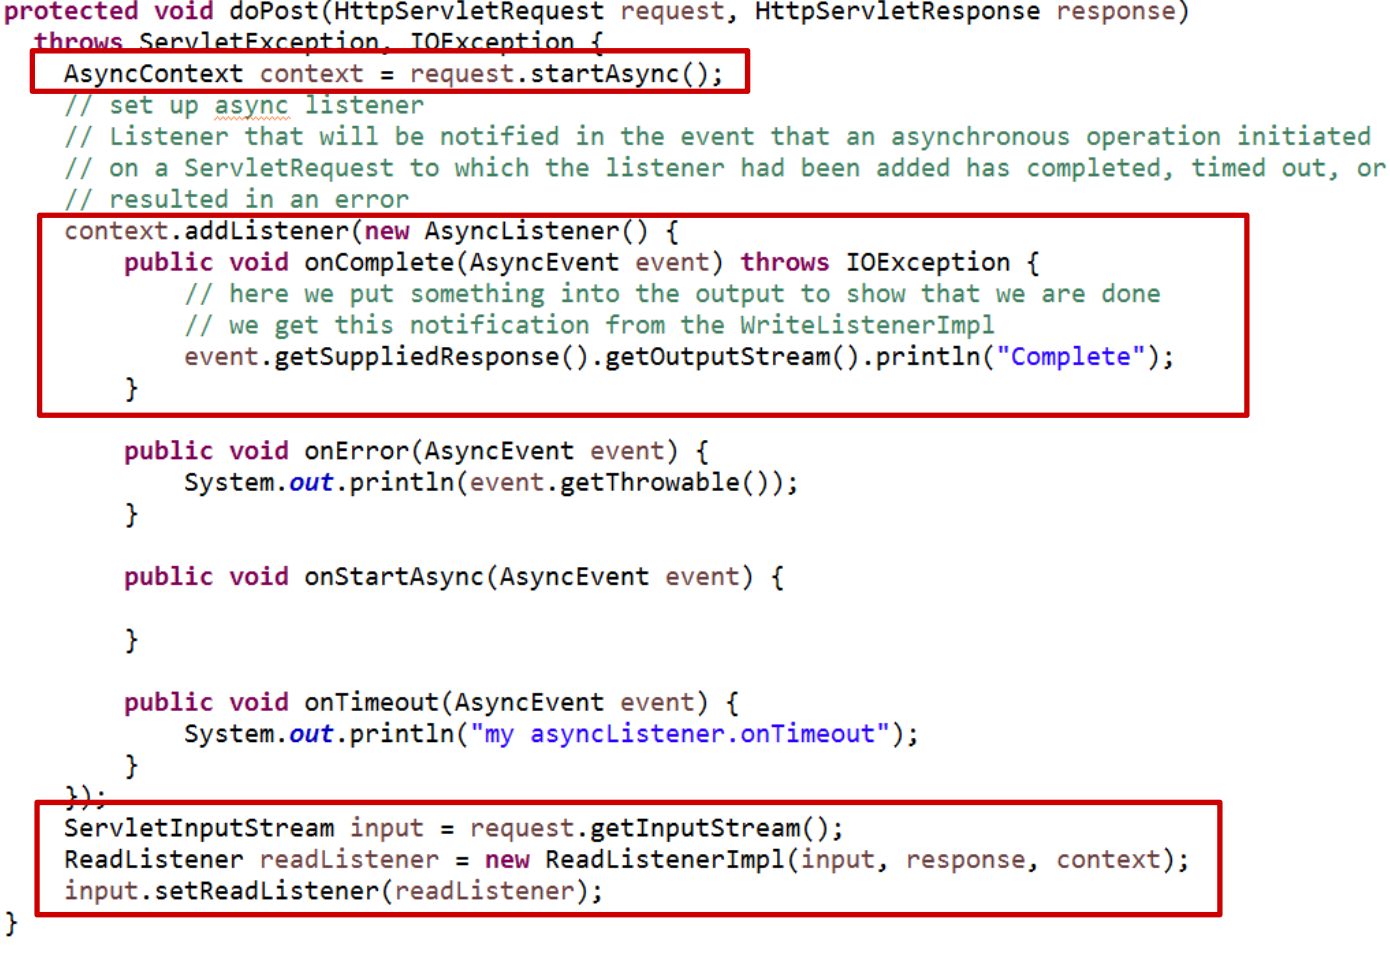 protected void doPost(HttpServletRequest request, HttpServletResponse response)
throws ServletException, IOException {
AsyncContext context = request.startAsync();
// set up async listener
// Listener that will be notified in the event that an asynchronous operation initiated
// on a ServletRequest to which the listener had been added has completed, timed out, or
// resulted in an error
context.addListener(new AsyncListener() {
public void onComplete(AsyncEvent event) throws IOException {
// here we put something into the output to show that we are done
// we get this notification from the WriteListenerImpl
event.getSuppliedResponse().getOutputStream().println("Complete");
}
public void onError(AsyncEvent event) {
System.out.println(event.getThrowable());
}
public void onStartAsync(AsyncEvent event) {
}
public void onTimeout(AsyncEvent event) {
System.out.println("my asyncListener.onTimeout");
}
});
ServletInputStream input = request.getInputStream();
ReadListener readListener = new ReadListenerImpl(input, response, context);
input.setReadListener(readListener);
}